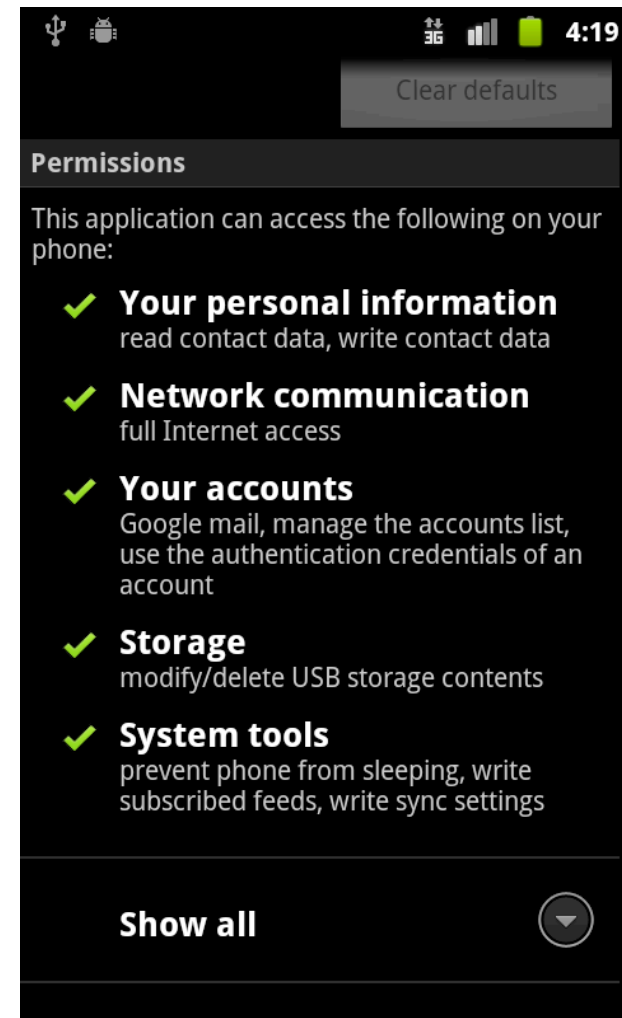 3G 4:19
Clear defaults
Permissions
This application can access the following on your
phone:
Your personal information
read contact data, write contact data
Network communication
full Internet access
Your accounts
Google mail, manage the accounts list,
use the authentication credentials of an
account
Storage
modify/delete USB storage contents
System tools
prevent phone from sleeping, write
subscribed feeds, write sync settings
Show all